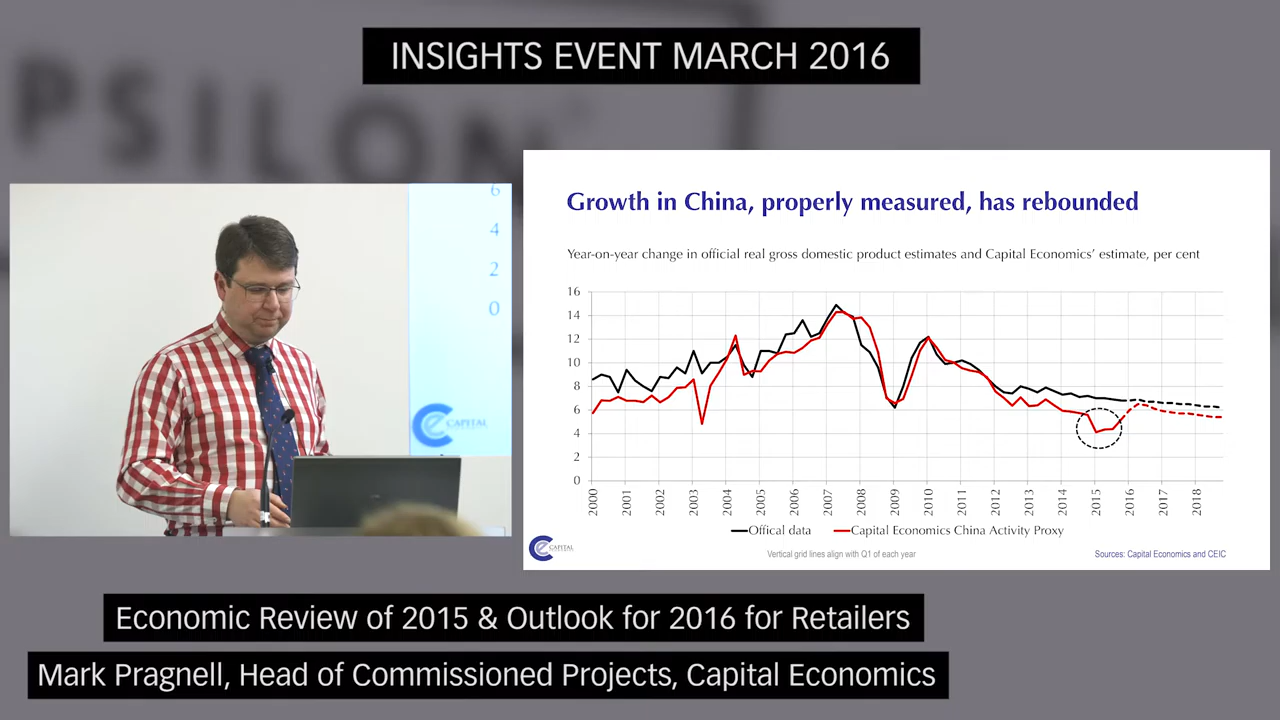 INSIGHTS EVENT MARCH 2016
PSILON
Growth in China, properly measured, has rebounded
Year-on-year change in official real gross domestic product estimates and Capital Economics' estimate, per cent
16
14
12
10
8
6
4
2
0
2000 2001 2002 2003 2004 2005 2006 2007 2008 2009 2010 2011 2012 2013 2014 2015 2016 2017 2018
Offical data Capital Economics China Activity Proxy
CAPITAL
Vertical grid lines align with Q1 of each year
Sources: Capital Economics and CEIC
6
4
2
0
CAPITAL
Economic Review of 2015 & Outlook for 2016 for Retailers
Mark Pragnell, Head of Commissioned Projects, Capital Economics